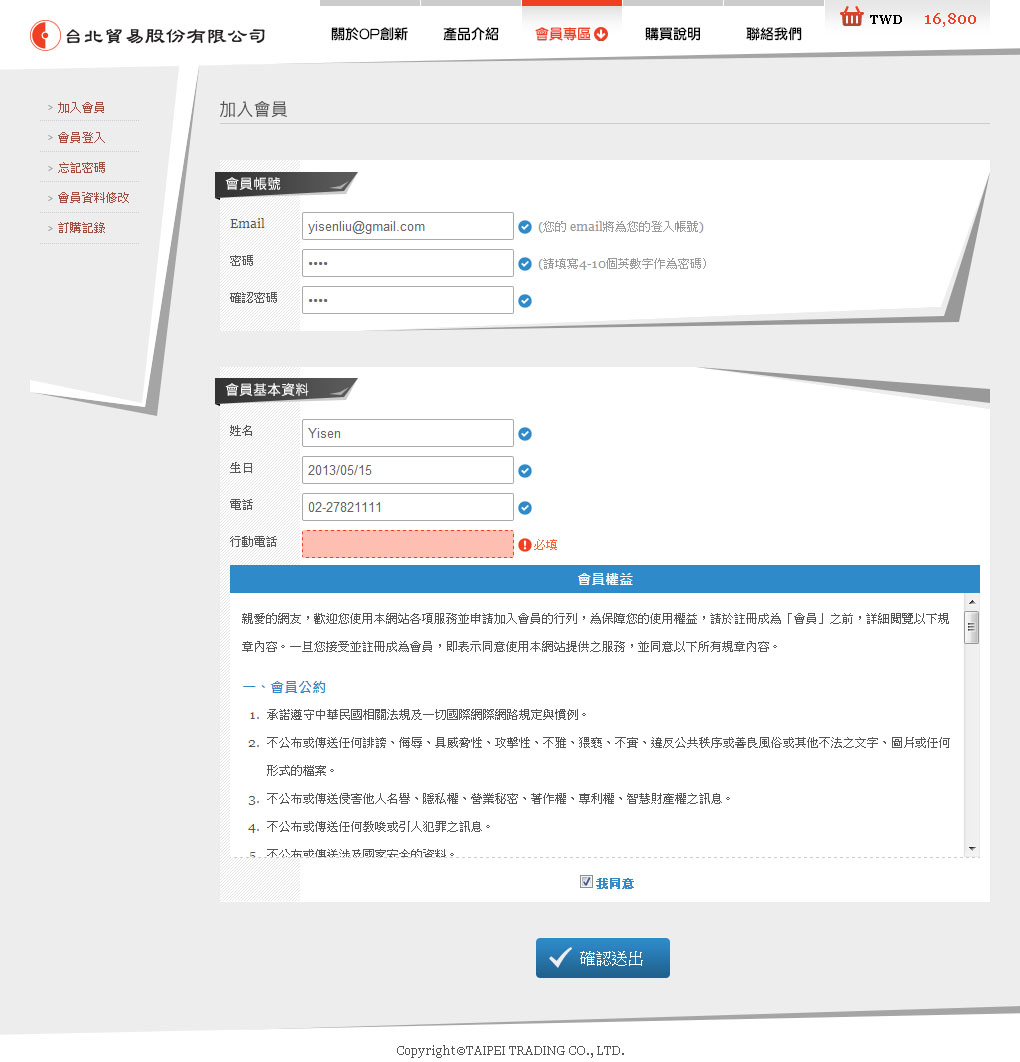 台北貿易股份有限公司
關於OP創新 產品介紹 會員專區 購買說明 聯絡我們
TWD 16,800
> 加入會員
> 會員登入
> 忘記密碼
> 會員資料修改
> 訂購記錄
加入會員
會員帳號
Email yisenliu@gmail.com (您的 email將為您的登入帳號)
密碼 •••• (請填寫4-10個英數字作為密碼)
確認密碼 ••••
會員基本資料
姓名 Yisen
生日 2013/05/15
電話 02-27821111
行動電話 必填
會員權益
親愛的網友，歡迎您使用本網站各項服務並申請加入會員的行列，為保障您的使用權益，請於註冊成為「會員」之前，詳細閱覽以下規
章內容。一旦您接受並註冊成為會員，即表示同意使用本網站提供之服務，並同意以下所有規章內容。
一、會員公約
1. 承諾遵守中華民國相關法規及一切國際網際網路規定與慣例。
2. 不公布或傳送任何誹謗、侮辱、具威脅性、攻擊性、不雅、猥褻、不實、違反公共秩序或善良風俗或其他不法之文字、圖片或任何
形式的檔案。
3. 不公布或傳送侵害他人名譽、隱私權、營業秘密、著作權、專利權、智慧財產權之訊息。
4. 不公布或傳送任何教唆或引人犯罪之訊息。
5. 不公布或傳送涉及國家安全的資料。
我同意
確認送出
Copyright©TAIPEI TRADING CO., LTD.